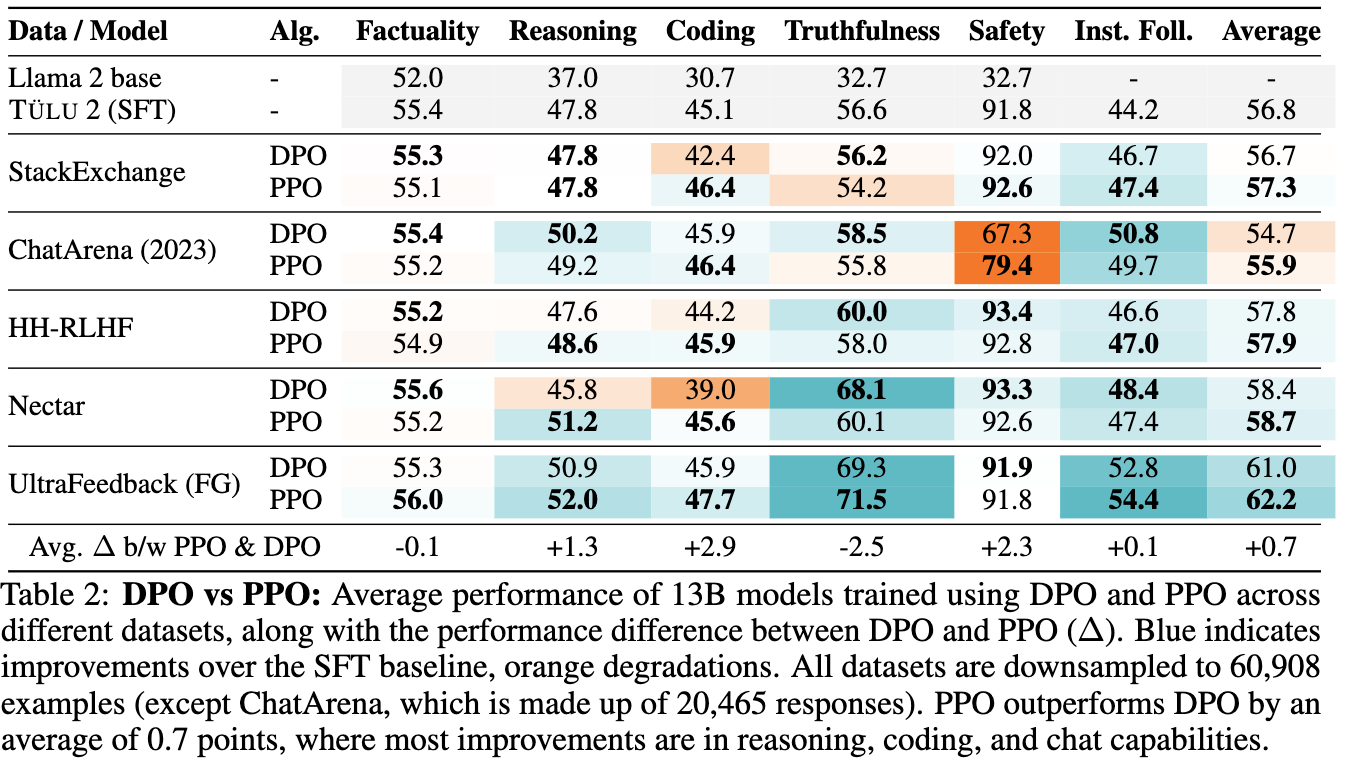 Data / Model Alg. Factuality Reasoning Coding Truthfulness Safety Inst. Foll. Average
Llama 2 base - 52.0 37.0 30.7 32.7 32.7 - -
TÜLU 2 (SFT) - 55.4 47.8 45.1 56.6 91.8 44.2 56.8
StackExchange
DPO 55.3 47.8 42.4 56.2 92.0 46.7 56.7
PPO 55.1 47.8 46.4 54.2 92.6 47.4 57.3
ChatArena (2023)
DPO 55.4 50.2 45.9 58.5 67.3 50.8 54.7
PPO 55.2 49.2 46.4 55.8 79.4 49.7 55.9
HH-RLHF
DPO 55.2 47.6 44.2 60.0 93.4 46.6 57.8
PPO 54.9 48.6 45.9 58.0 92.8 47.0 57.9
Nectar
DPO 55.6 45.8 39.0 68.1 93.3 48.4 58.4
PPO 55.2 51.2 45.6 60.1 92.6 47.4 58.7
UltraFeedback (FG)
DPO 55.3 50.9 45.9 69.3 91.9 52.8 61.0
PPO 56.0 52.0 47.7 71.5 91.8 54.4 62.2
Avg. Δ b/w PPO & DPO -0.1 +1.3 +2.9 -2.5 +2.3 +0.1 +0.7
Table 2: DPO vs PPO: Average performance of 13B models trained using DPO and PPO across
different datasets, along with the performance difference between DPO and PPO (Δ). Blue indicates
improvements over the SFT baseline, orange degradations. All datasets are downsampled to 60,908
examples (except ChatArena, which is made up of 20,465 responses). PPO outperforms DPO by an
average of 0.7 points, where most improvements are in reasoning, coding, and chat capabilities.